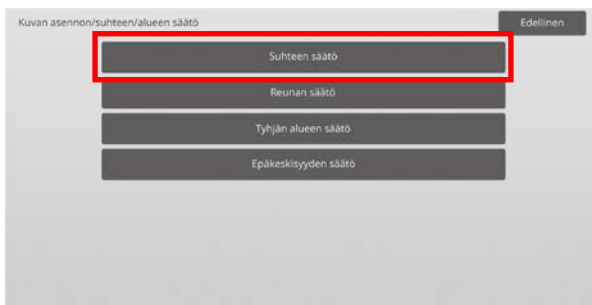 Kuvan asennon/suhteen/alueen säätö
Edellinen
Suhteen säätö
Reunan säätö
Tyhjän alueen säätö
Epäkeskisyyden säätö